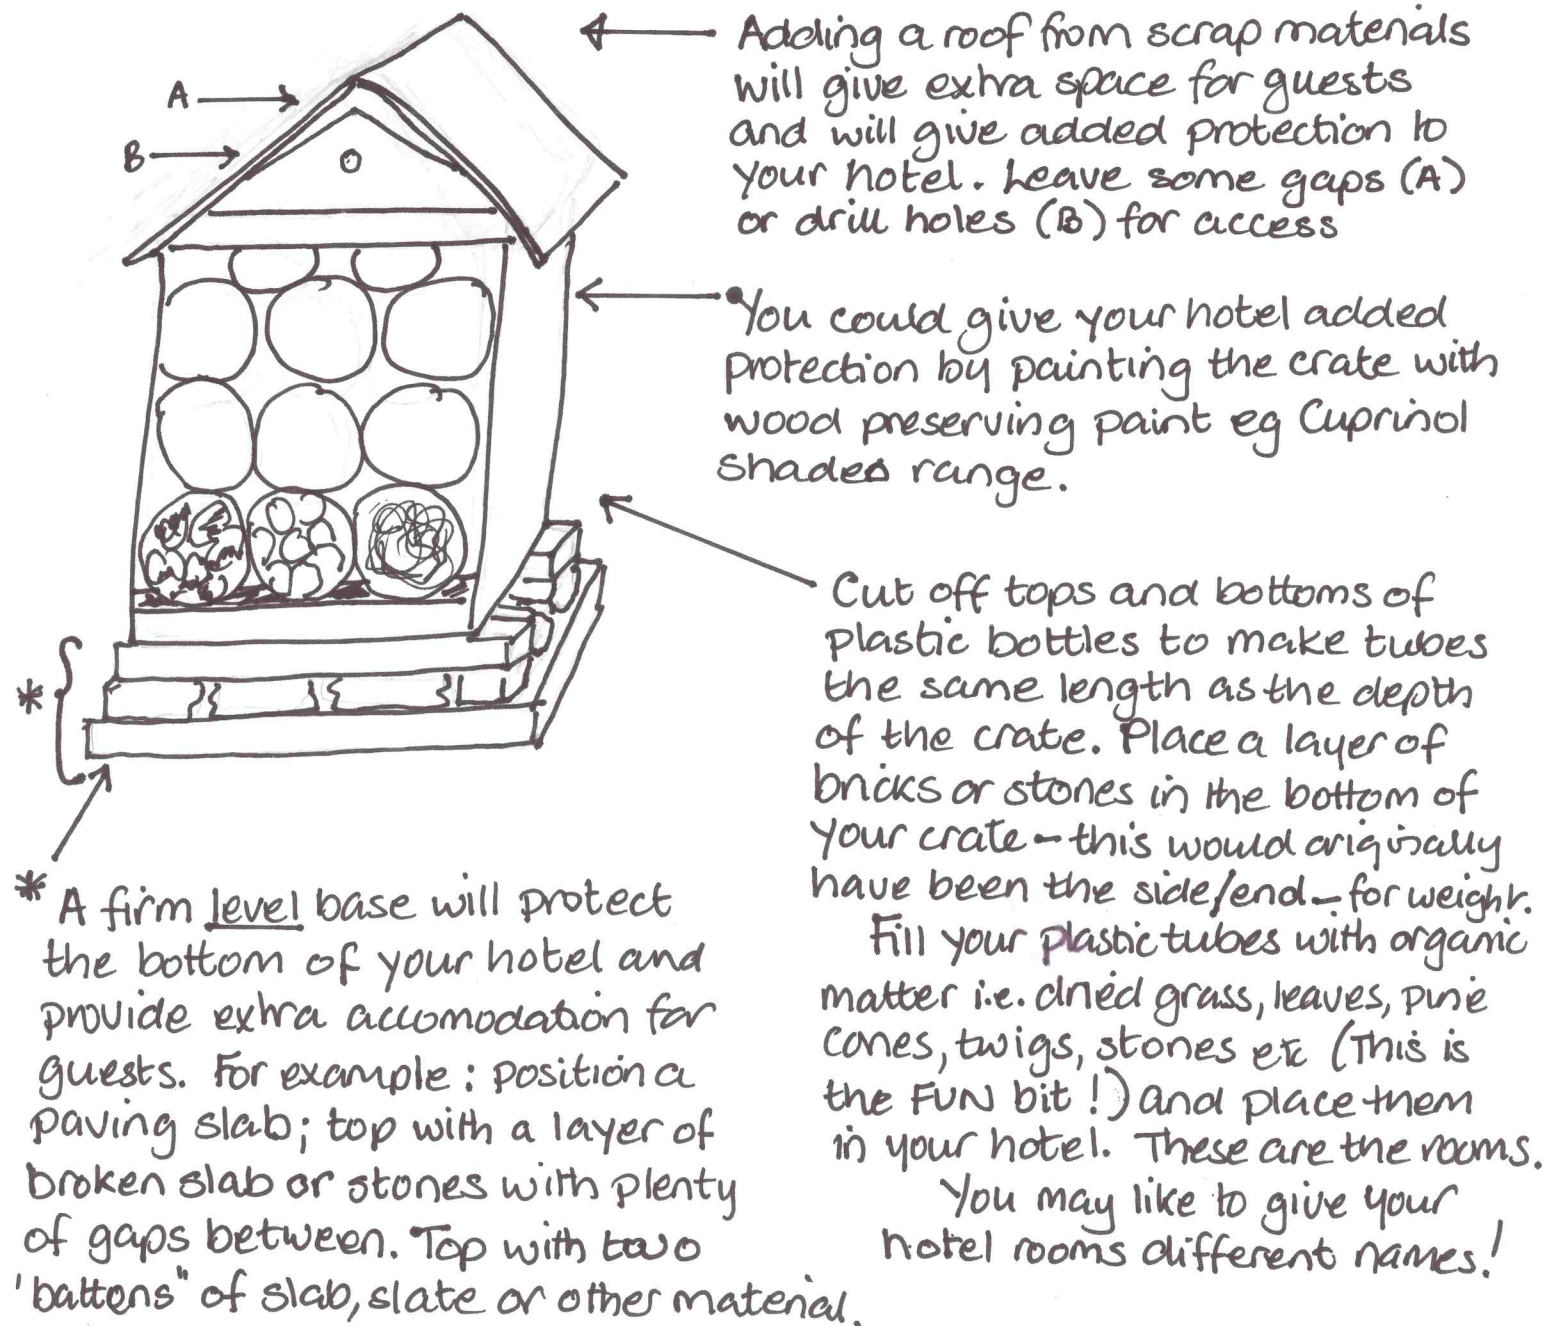 Adding a roof from scrap materials
will give extra space for guests
and will give added protection to
your hotel. Leave some gaps (A)
or drill holes (B) for access
A
B
You could give your hotel added
protection by painting the crate with
wood preserving paint eg Cuprinol
shades range.
Cut off tops and bottoms of
plastic bottles to make tubes
the same length as the depth
of the crate. Place a layer of
bricks or stones in the bottom of
your crate - this would originally
have been the side/end - for weight.
Fill your plastic tubes with organic
matter i.e. dried grass, leaves, pine
cones, twigs, stones etc (This is
the FUN bit!) and place them
in your hotel. These are the rooms.
You may like to give your
hotel rooms different names!
*
* A firm level base will protect
the bottom of your hotel and
provide extra accomodation for
guests. For example: position a
paving slab; top with a layer of
broken slab or stones with plenty
of gaps between. Top with two
'battens" of slab, slate or other material.